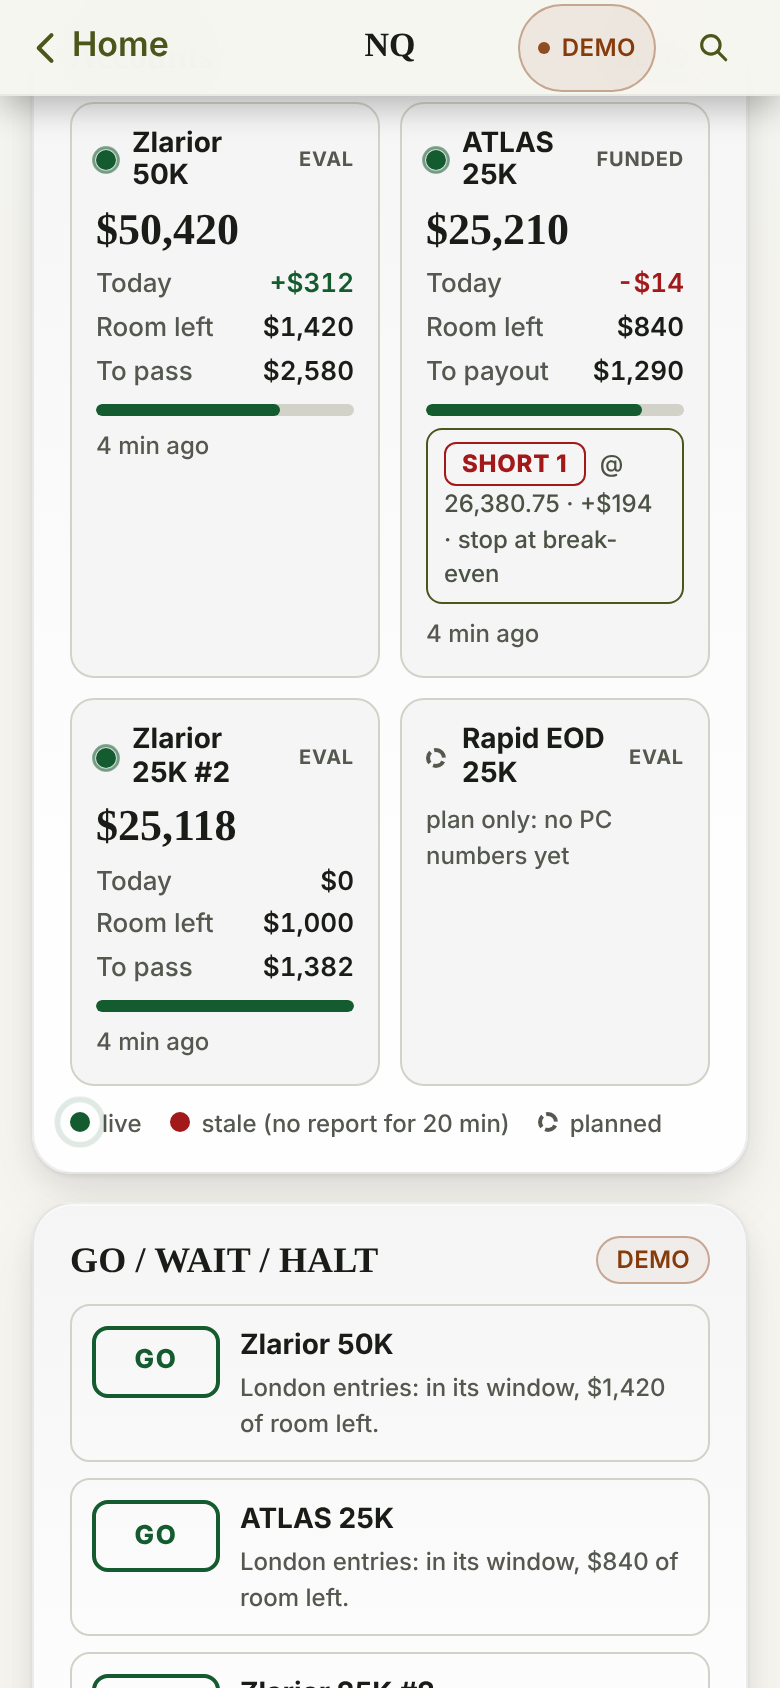 Home
NQ
DEMO
Zlarior
50K
EVAL
$50,420
Today +$312
Room left $1,420
To pass $2,580
4 min ago
ATLAS
25K
FUNDED
$25,210
Today -$14
Room left $840
To payout $1,290
SHORT 1 @
26,380.75 · +$194
· stop at break-
even
4 min ago
Zlarior
25K #2
EVAL
$25,118
Today $0
Room left $1,000
To pass $1,382
4 min ago
Rapid EOD
25K
EVAL
plan only: no PC
numbers yet
live stale (no report for 20 min) planned
GO / WAIT / HALT
DEMO
GO
Zlarior 50K
London entries: in its window, $1,420
of room left.
GO
ATLAS 25K
London entries: in its window, $840 of
room left.
Zlarior 25K #2